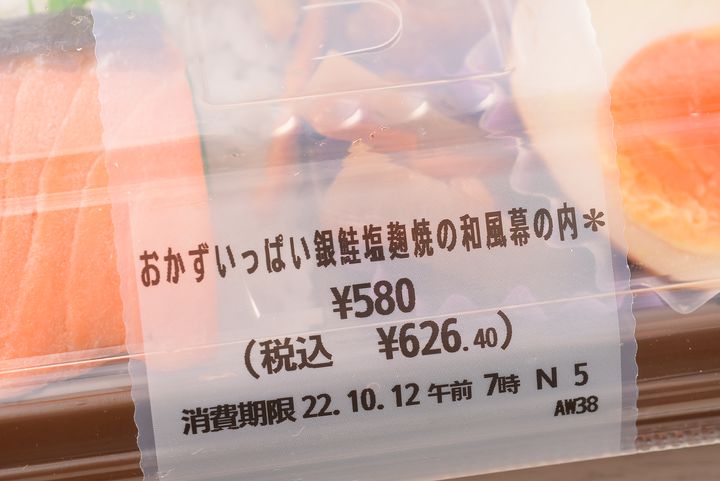 おかずいっぱい銀鮭塩麹焼の和風幕の内＊
¥580
(税込 ¥626.40)
消費期限 22.10.12 午前 7時 N 5
AW38